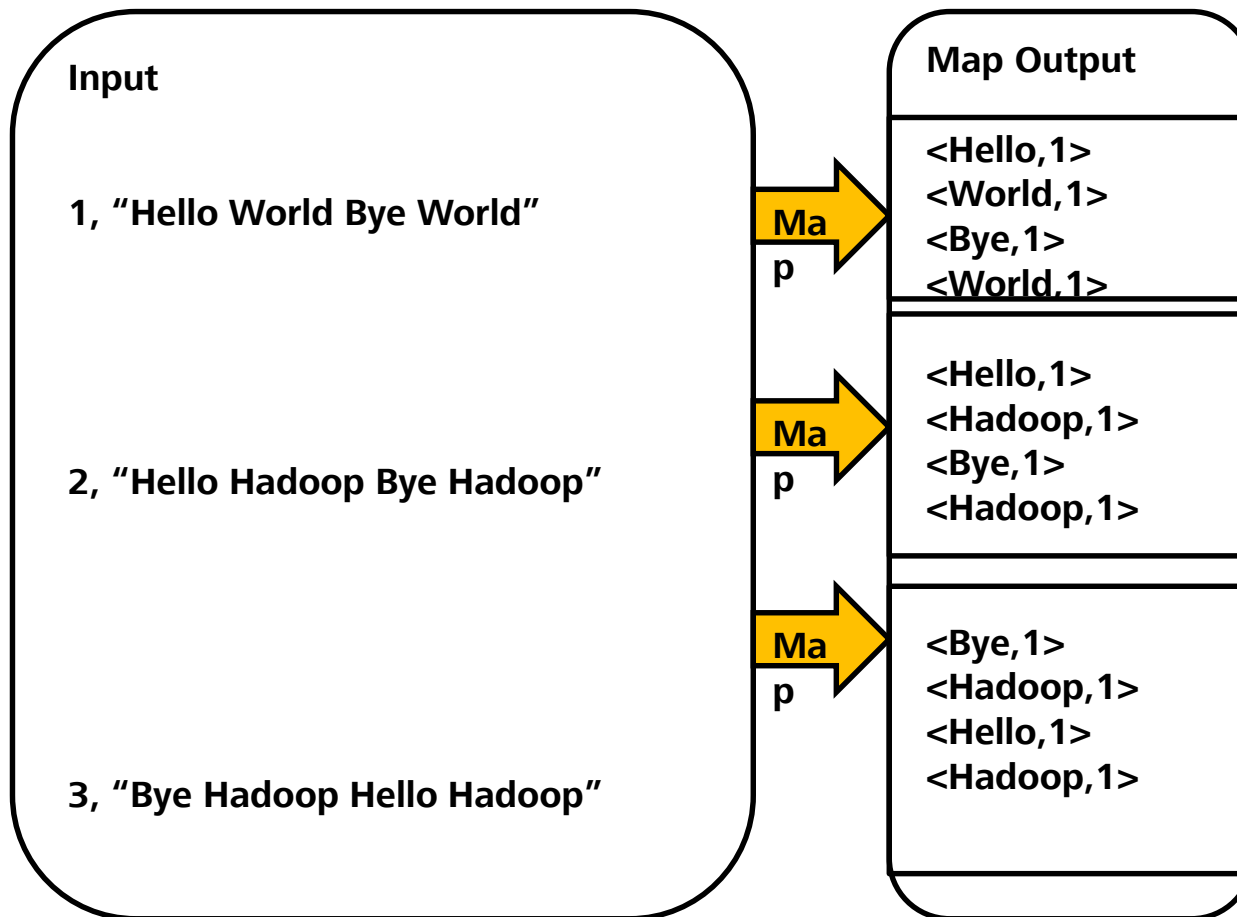 Input
1, “Hello World Bye World”
2, “Hello Hadoop Bye Hadoop”
3, “Bye Hadoop Hello Hadoop”
Ma
p
Ma
p
Ma
p
Map Output
<Hello,1>
<World,1>
<Bye,1>
<World,1>
<Hello,1>
<Hadoop,1>
<Bye,1>
<Hadoop,1>
<Bye,1>
<Hadoop,1>
<Hello,1>
<Hadoop,1>